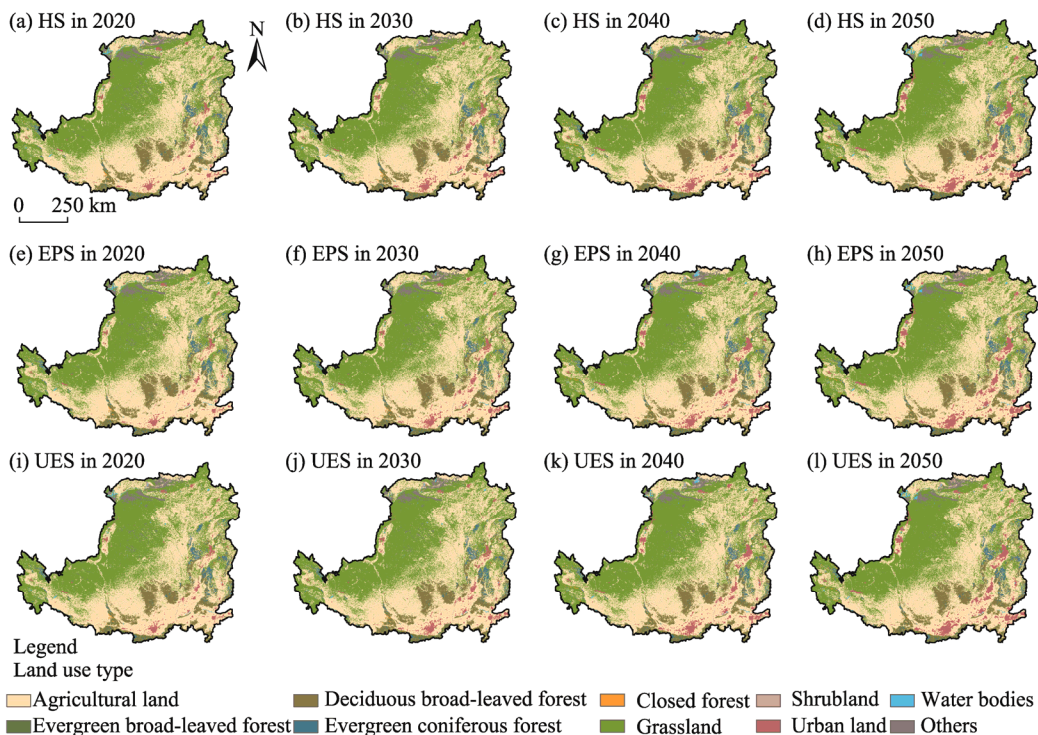 (a) HS in 2020
(b) HS in 2030
(c) HS in 2040
(d) HS in 2050
N
0 250 km
(e) EPS in 2020
(f) EPS in 2030
(g) EPS in 2040
(h) EPS in 2050
(i) UES in 2020
(j) UES in 2030
(k) UES in 2040
(l) UES in 2050
Legend
Land use type
Agricultural land
Deciduous broad-leaved forest
Closed forest
Shrubland
Water bodies
Evergreen broad-leaved forest
Evergreen coniferous forest
Grassland
Urban land
Others